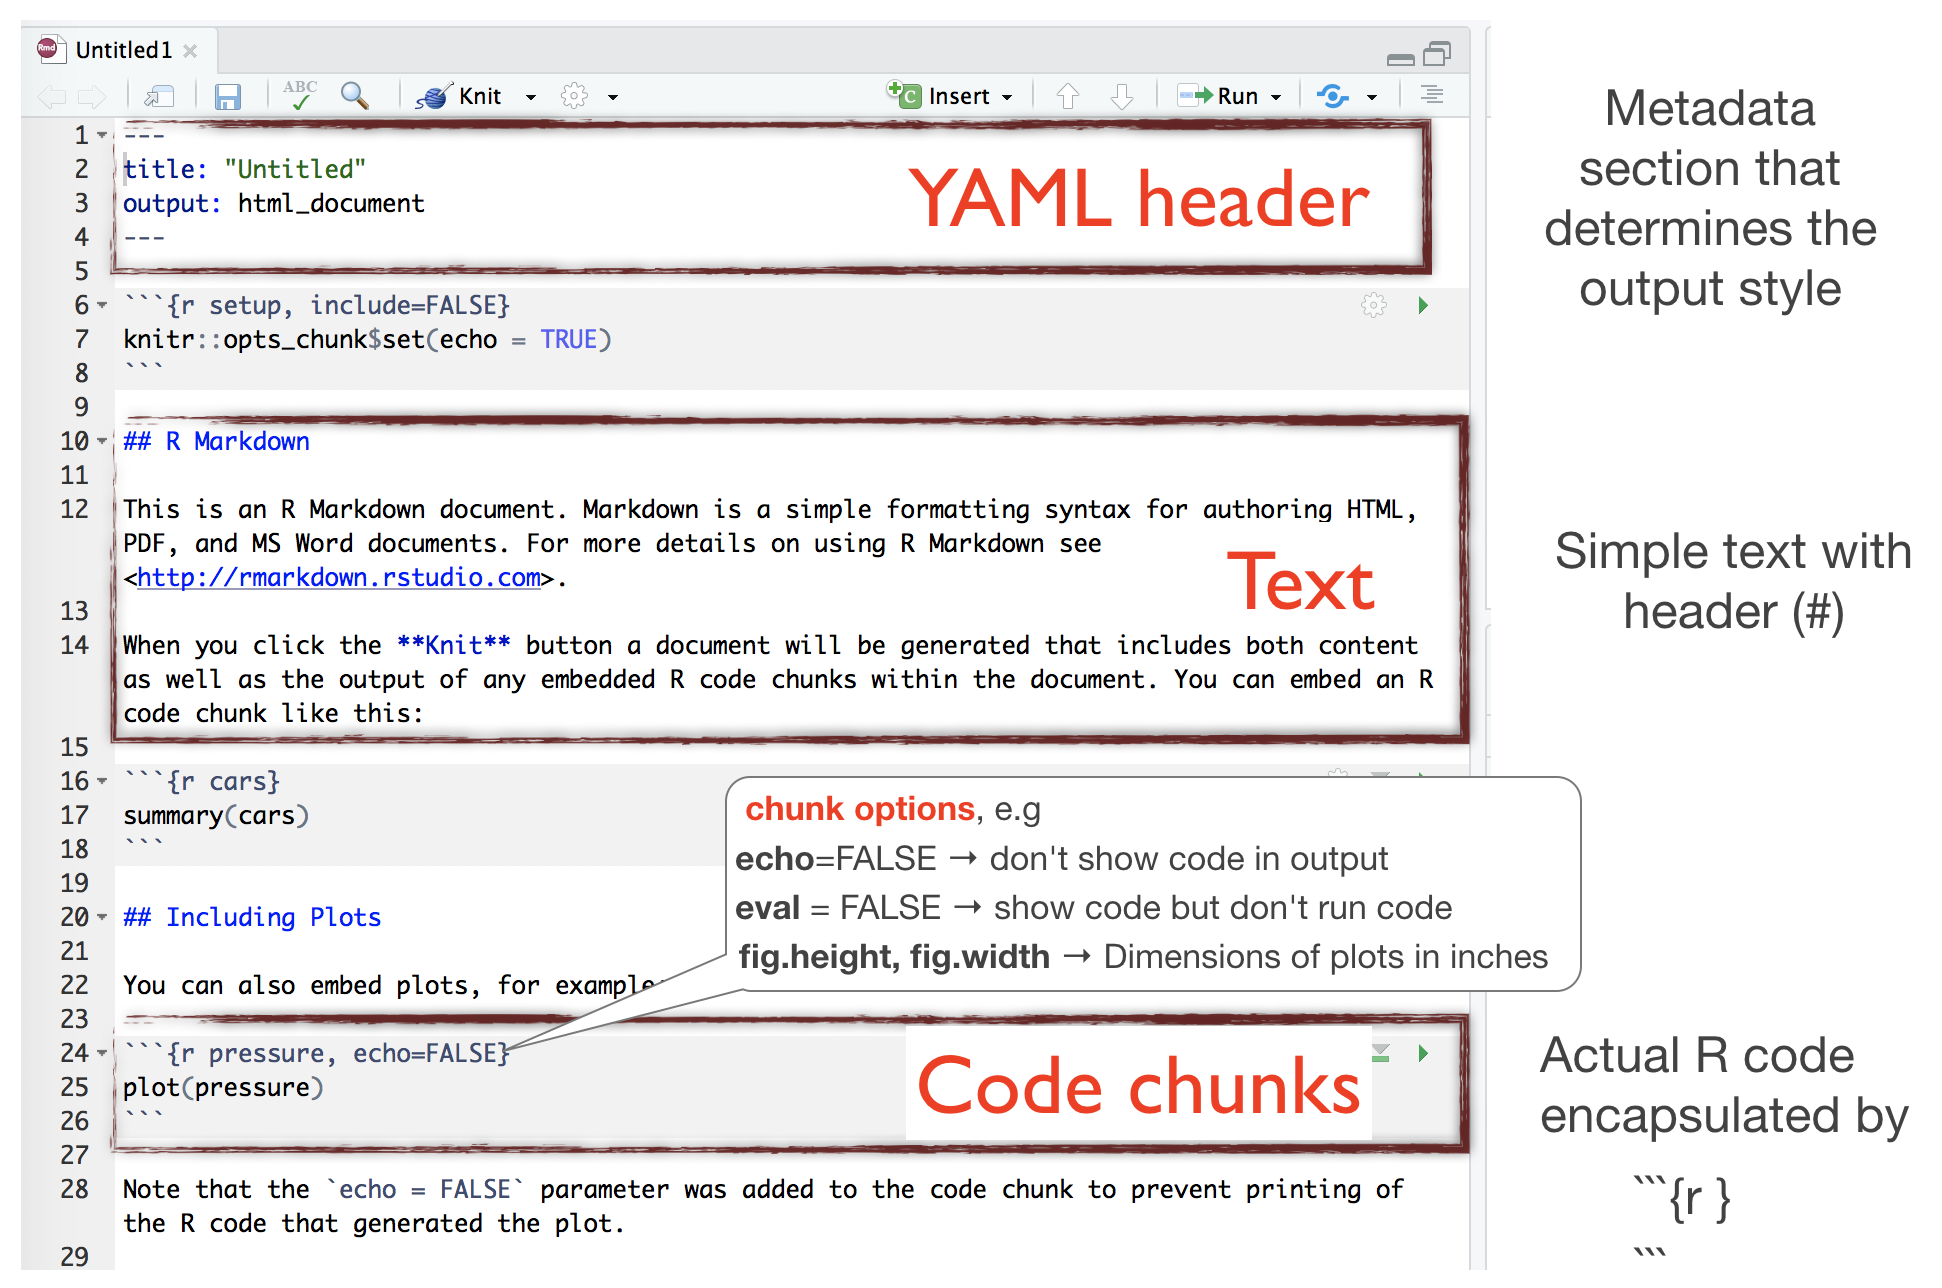 Untitled1
ABC
Knit
Insert
Run
1 ---
2 title: "Untitled"
3 output: html_document
4 ---
5
YAML header
Metadata
section that
determines the
output style
6 ```{r setup, include=FALSE}
7 knitr::opts_chunk$set(echo = TRUE)
8 ```
9
10 ## R Markdown
11
12 This is an R Markdown document. Markdown is a simple formatting syntax for authoring HTML,
PDF, and MS Word documents. For more details on using R Markdown see
<http://rmarkdown.rstudio.com>.
13
14 When you click the **Knit** button a document will be generated that includes both content
as well as the output of any embedded R code chunks within the document. You can embed an R
code chunk like this:
15
Text
Simple text with
header (#)
16 ```{r cars}
17 summary(cars)
18 ```
19
20 ## Including Plots
21
22 You can also embed plots, for example:
23
chunk options, e.g
echo=FALSE → don't show code in output
eval = FALSE → show code but don't run code
fig.height, fig.width → Dimensions of plots in inches
24 ```{r pressure, echo=FALSE}
25 plot(pressure)
26 ```
27
Code chunks
Actual R code
encapsulated by
```{r }
```
28 Note that the `echo = FALSE` parameter was added to the code chunk to prevent printing of
the R code that generated the plot.
29